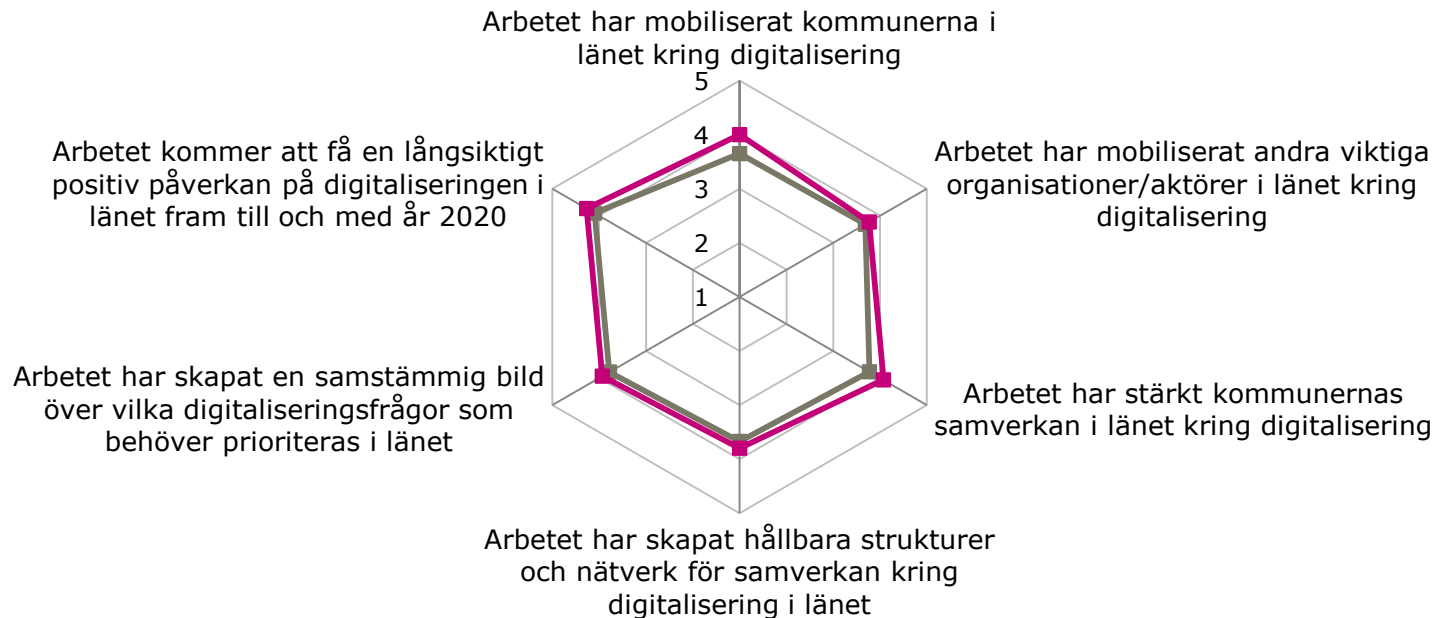 Arbetet har mobiliserat kommunerna i
länet kring digitalisering
5
4
3
2
1
Arbetet har mobiliserat andra viktiga
organisationer/aktörer i länet kring
digitalisering
Arbetet har stärkt kommunernas
samverkan i länet kring digitalisering
Arbetet har skapat hållbara strukturer
och nätverk för samverkan kring
digitalisering i länet
Arbetet har skapat en samstämmig bild
över vilka digitaliseringsfrågor som
behöver prioriteras i länet
Arbetet kommer att få en långsiktigt
positiv påverkan på digitaliseringen i
länet fram till och med år 2020